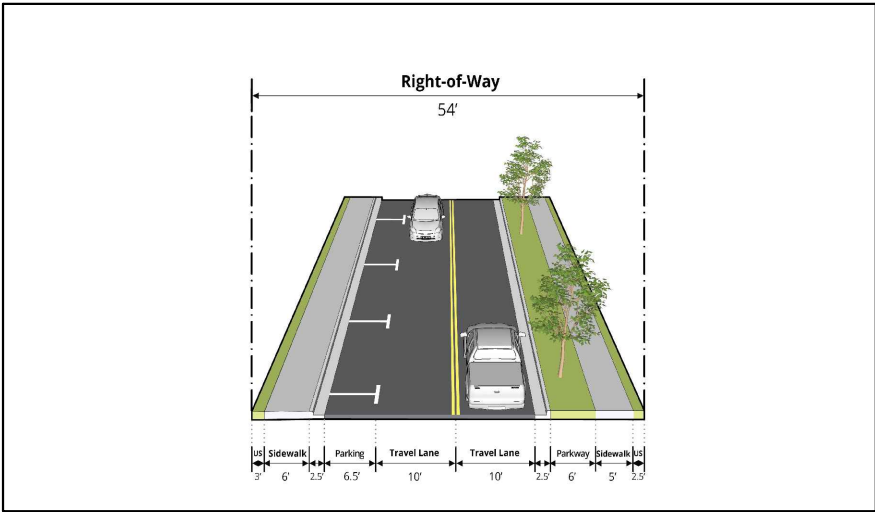 Right-of-Way
54’
US Sidewalk Parking Travel Lane Travel Lane Parkway Sidewalk US
3’ 6’ 2.5’ 6.5’ 10’ 10’ 2.5’ 6’ 5’ 2.5’